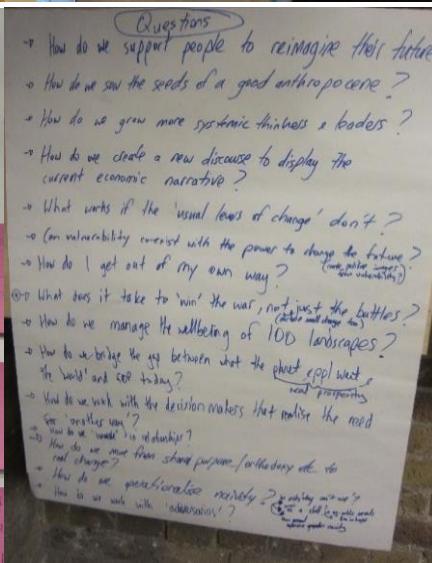 Questions
How do we support people to reimagine their future
How do we sow the seeds of a good anthropocene?
How do we grow more systemic thinkers & leaders?
How do we create a new discourse to display the
current economic narrative?
What works if the 'usual levers of change' don't?
Can vulnerability coexist with the power to change the future?
How do I get out of my own way?
What does it take to 'win' the war, not just the battles?
How do we manage the wellbeing of 100 landscapes?
How do we bridge the gap between what the planet, ppl want &
the world and see today?
real prosperity
How do we work with the decision makers that realise the need
for 'another way'?
How do we in relationships?
How do we move from shared purpose/orthodoxy etc. to
real change?
How do we operationalise naivety?
How do we work with 'adversaries'?